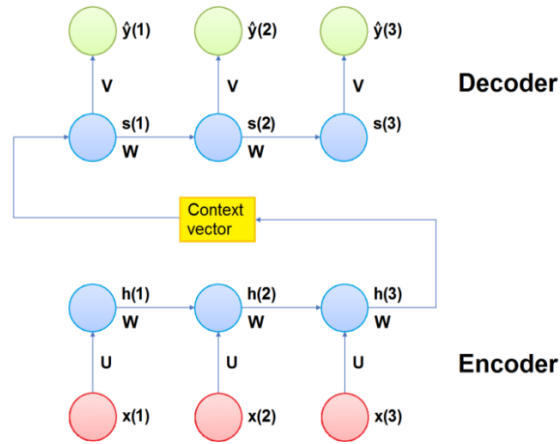 ŷ(1) ŷ(2) ŷ(3)
V V V
Decoder
s(1) s(2) s(3)
W W
Context
vector
h(1) h(2) h(3)
W W W
U U U
Encoder
x(1) x(2) x(3)